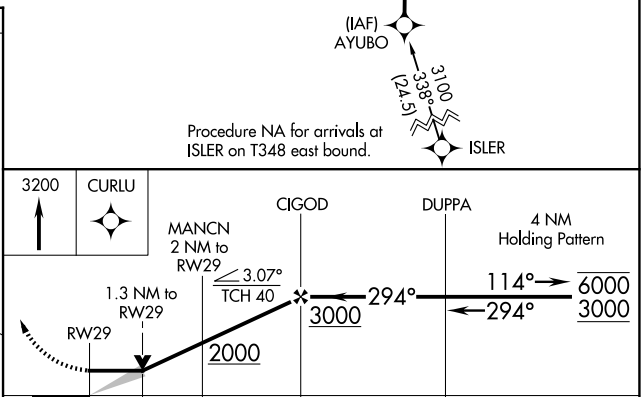 (IAF)
AYUBO
3100
338°
(24.5)
Procedure NA for arrivals at
ISLER on T348 east bound.
ISLER
3200
CURLU
CIGOD
DUPPA
4 NM
Holding Pattern
MANCN
2 NM to
RW29
3.07°
TCH 40
1.3 NM to
RW29
RW29
294°
114°
294°
6000
3000
3000
2000